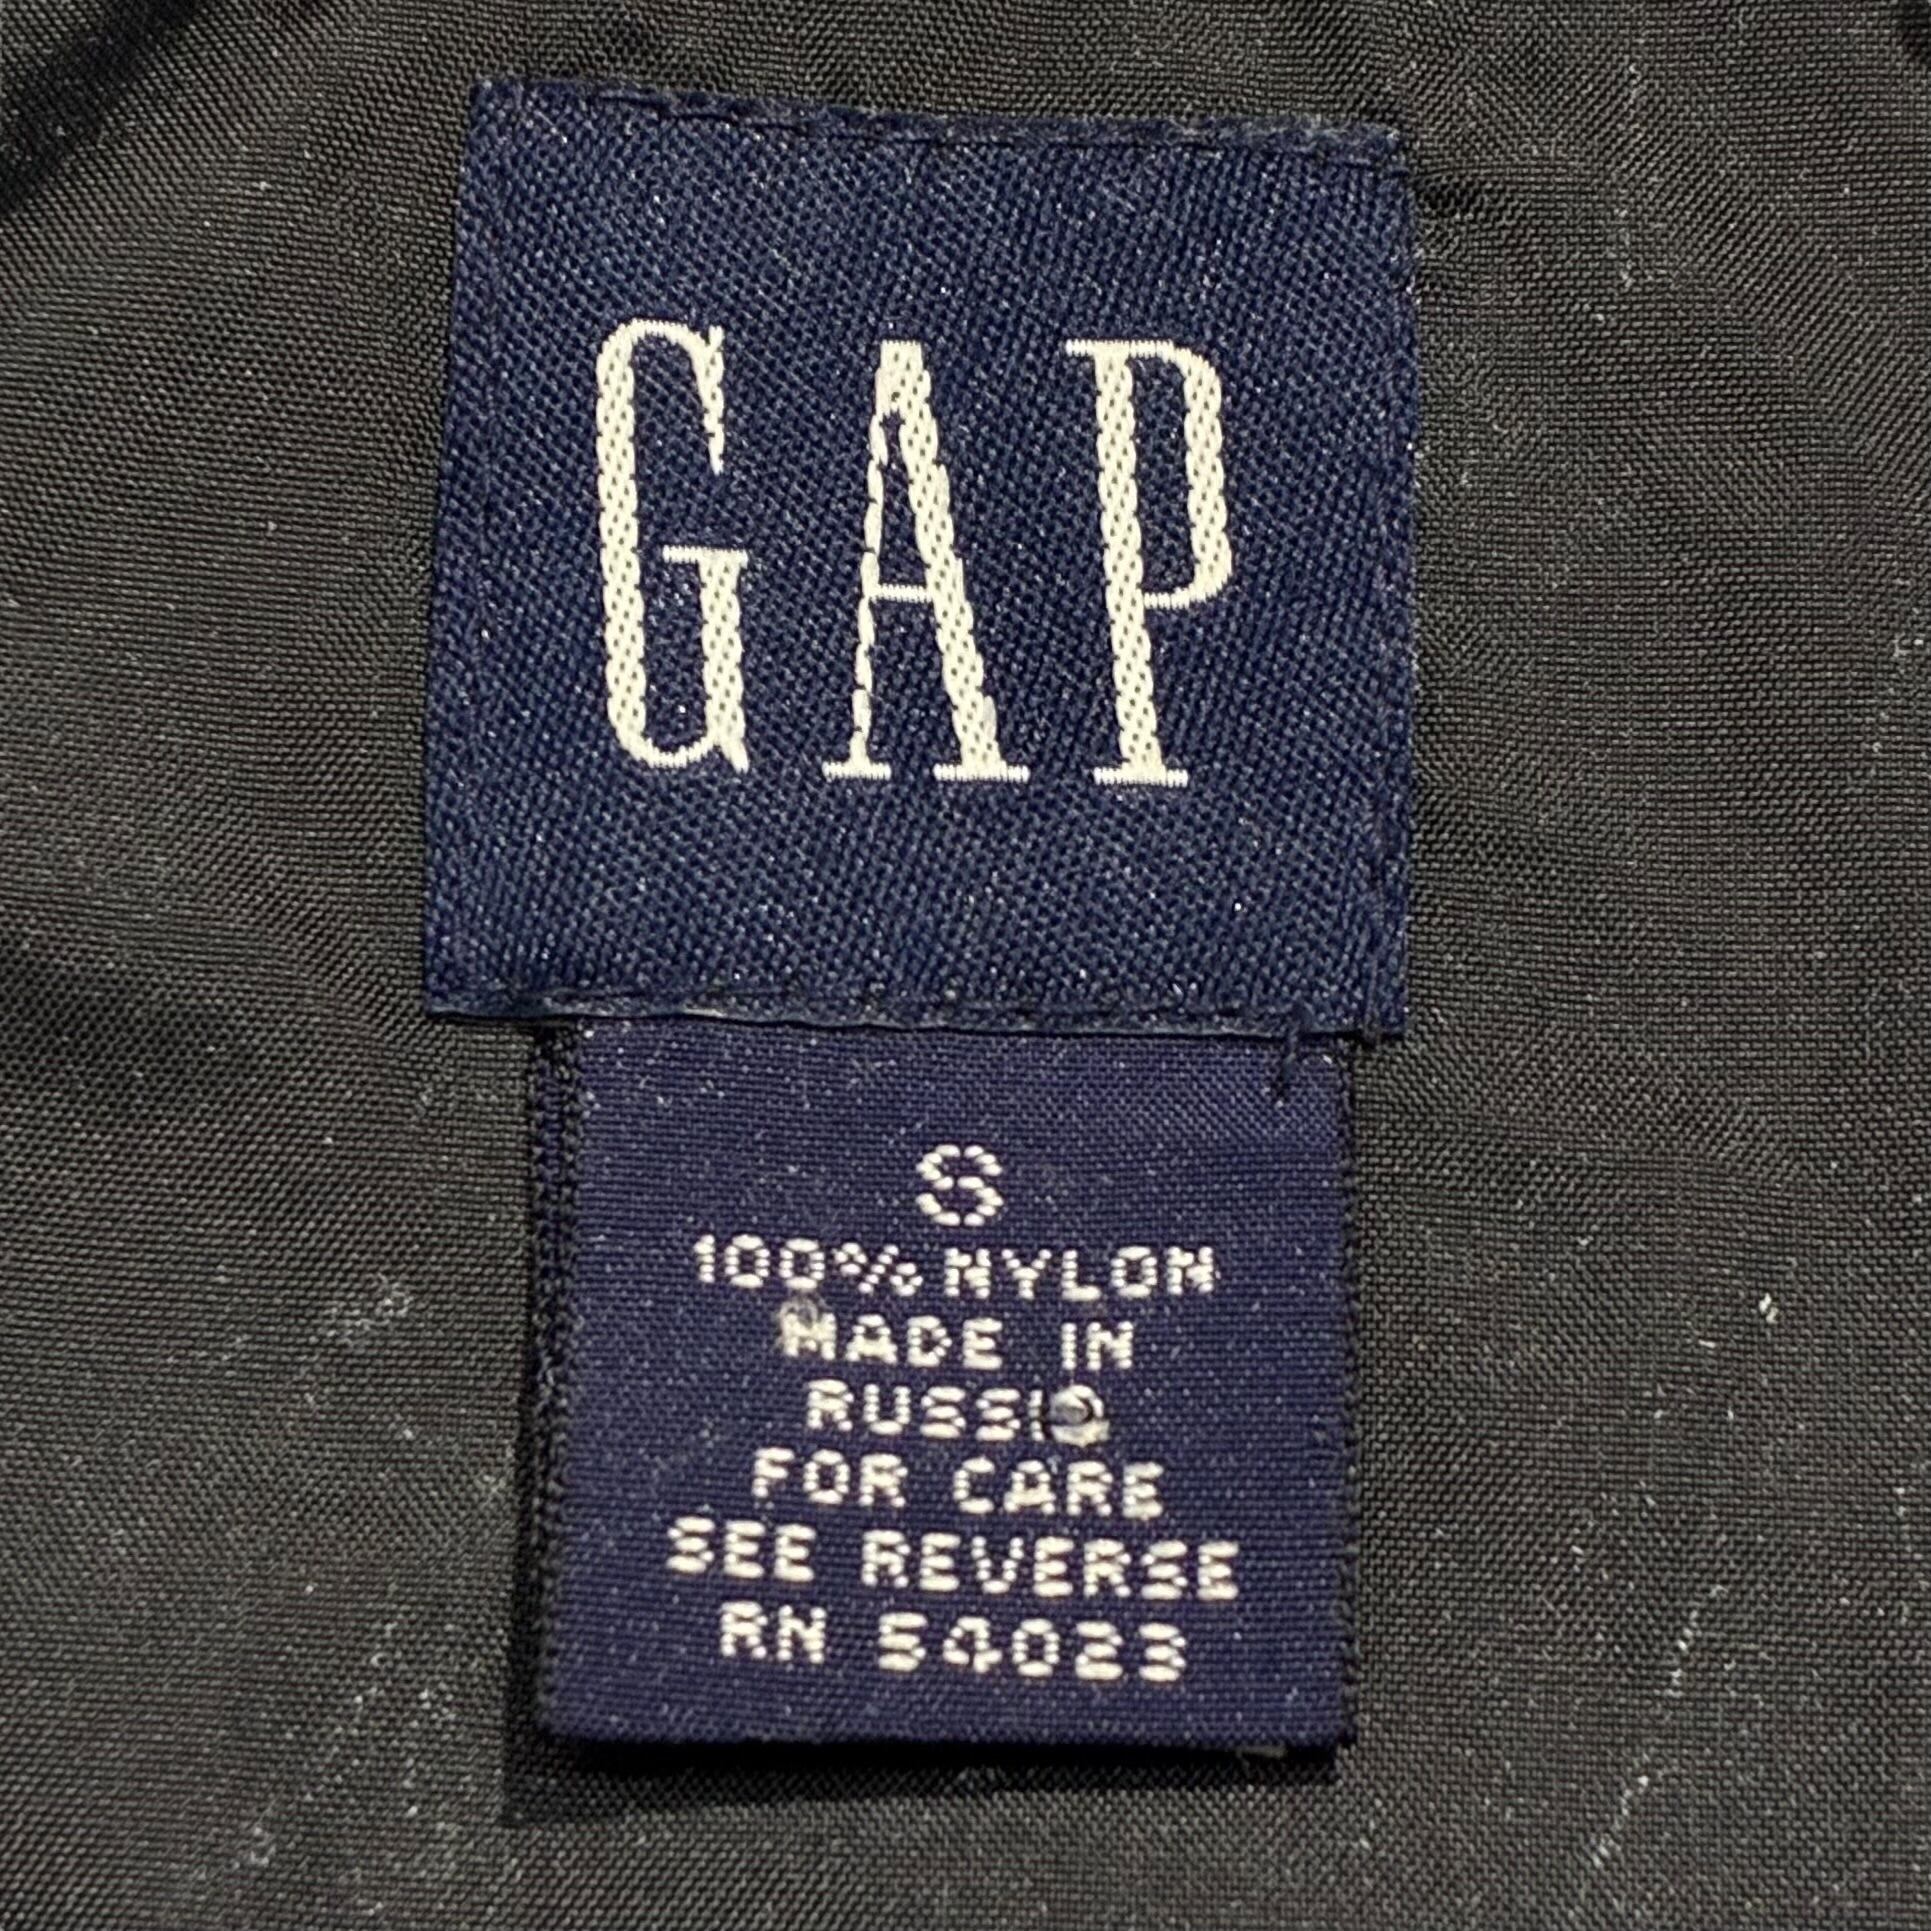 GAP
S
100% NYLON
MADE IN
RUSSIA
FOR CARE
SEE REVERSE
RN 54023